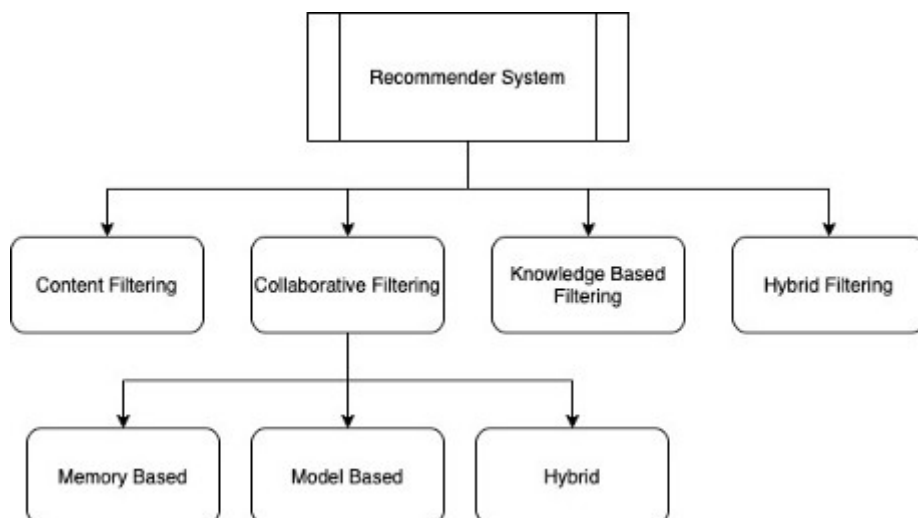 Recommender System
Content Filtering
Collaborative Filtering
Knowledge Based
Filtering
Hybrid Filtering
Memory Based
Model Based
Hybrid